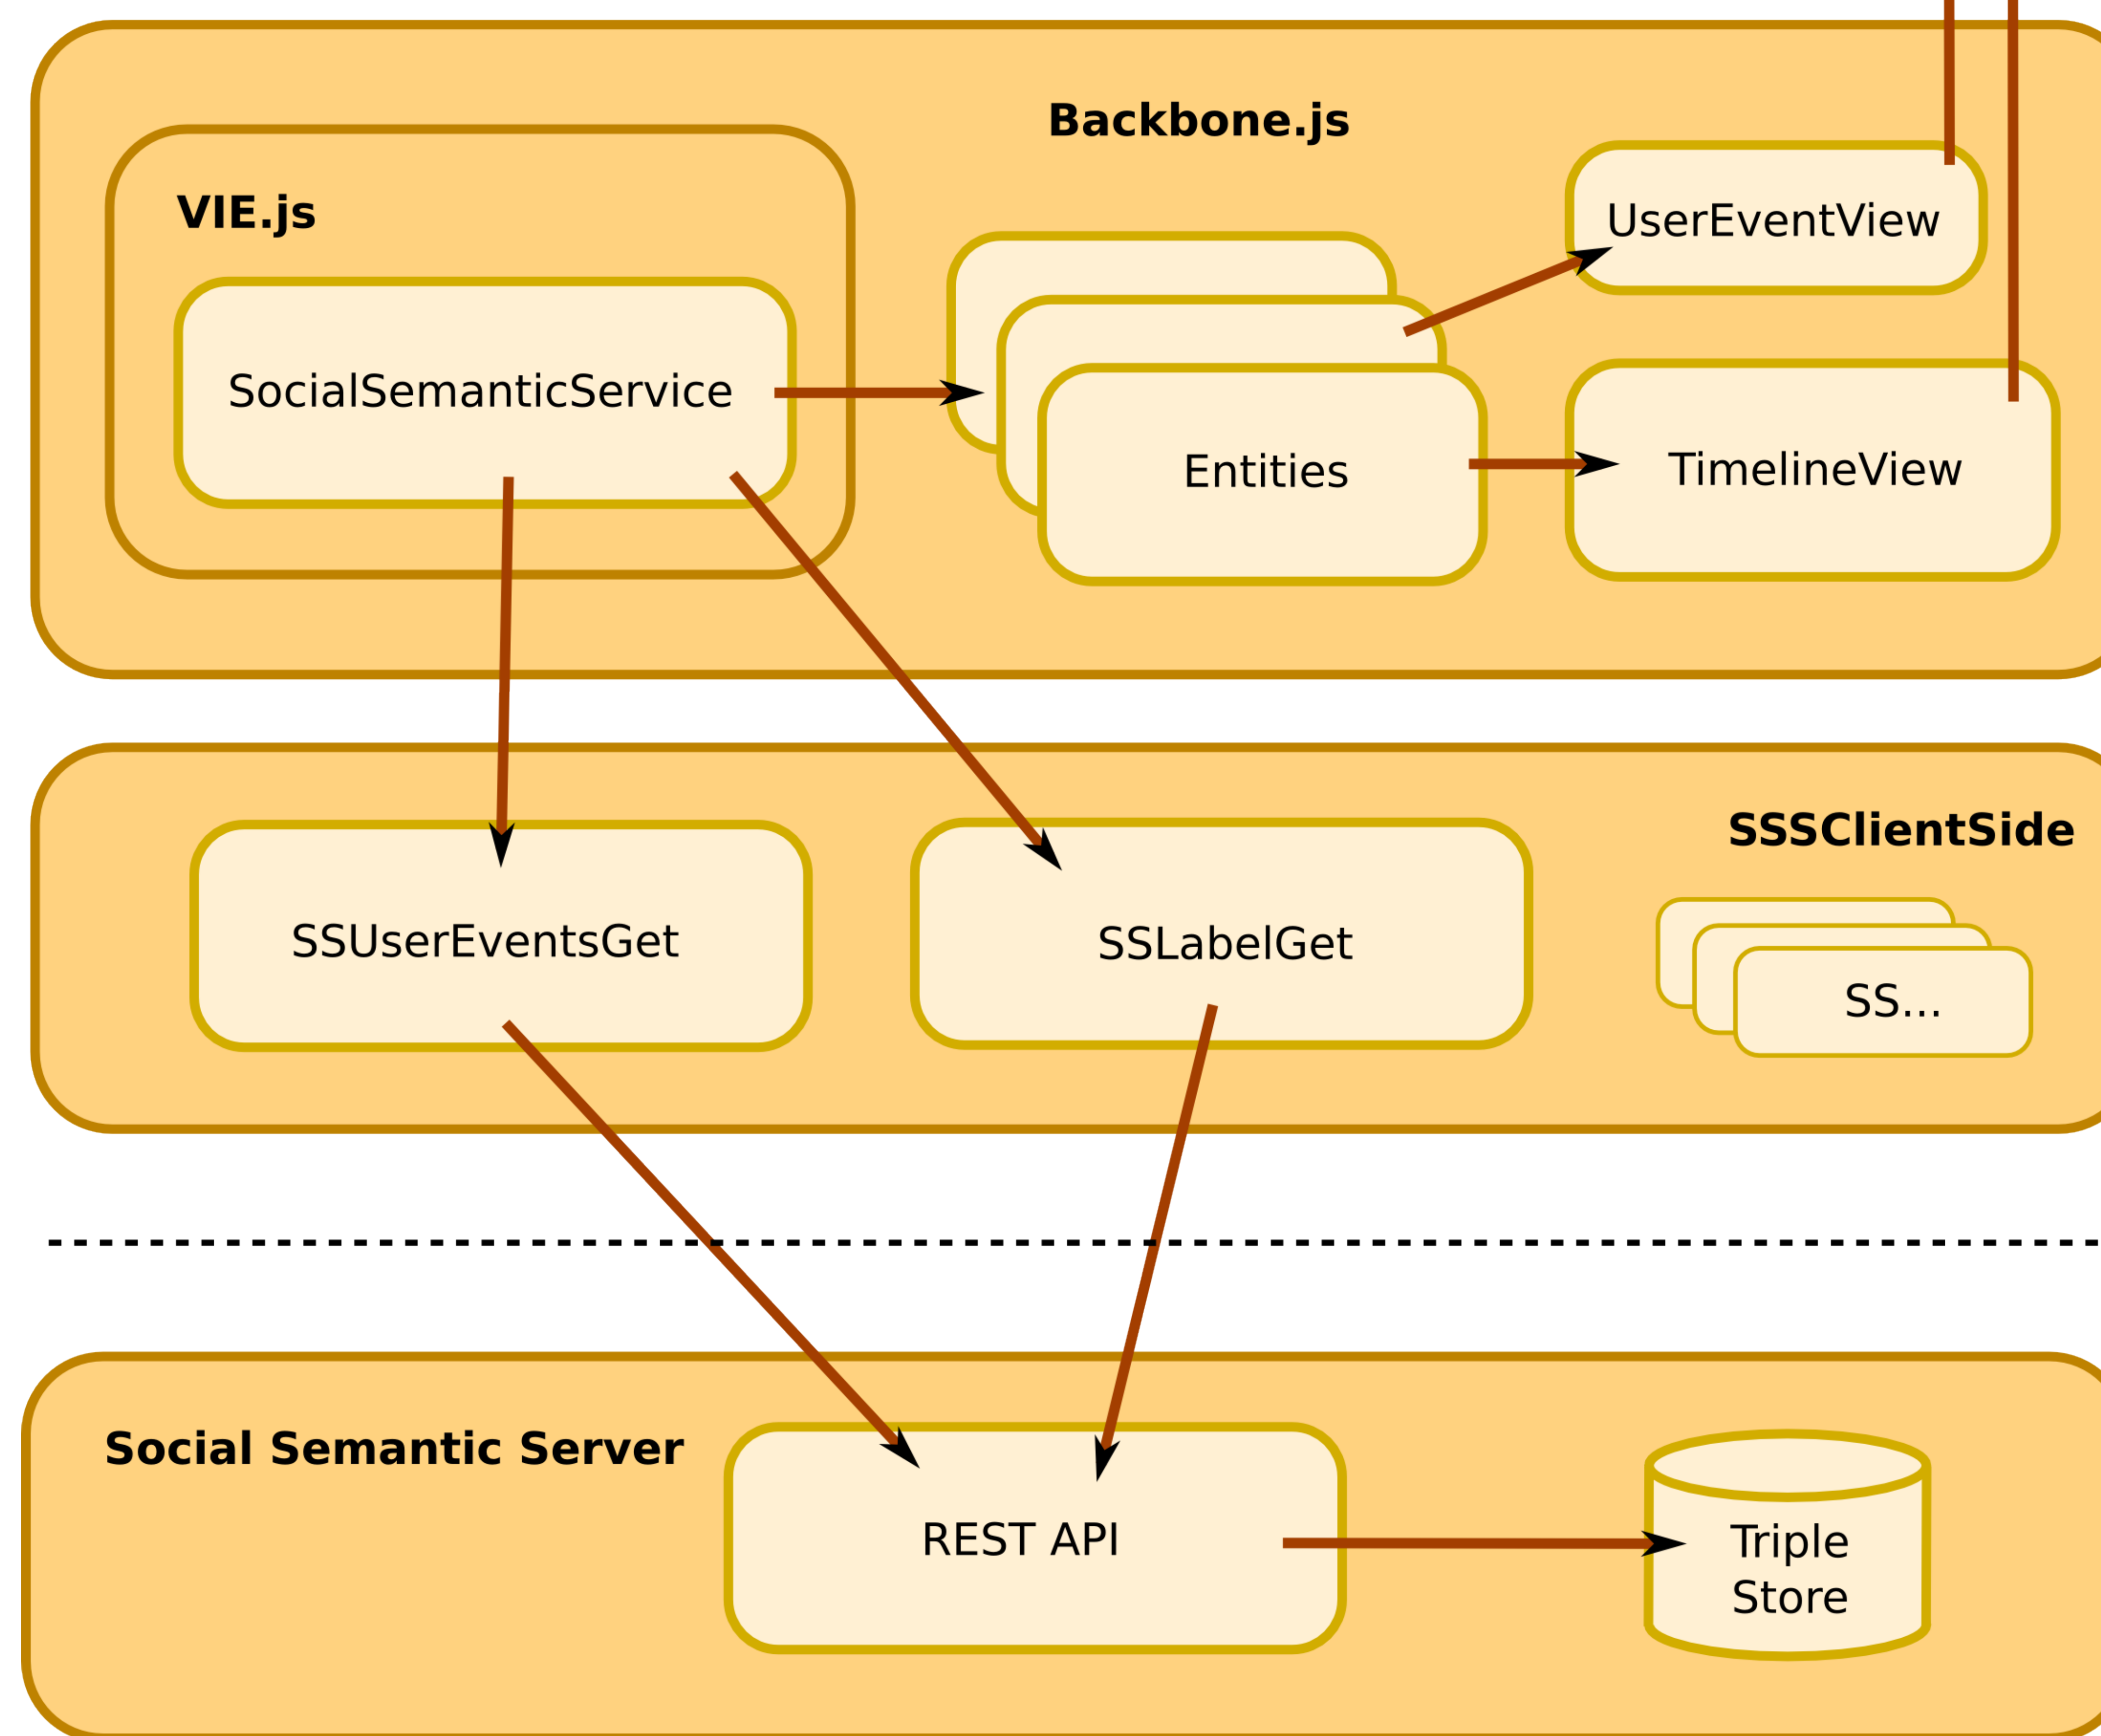 Backbone.js
VIE.js
UserEventView
SocialSemanticService
Entities
TimelineView
SSSClientSide
SSUserEventsGet
SSLabelGet
SS...
Social Semantic Server
REST API
Triple
Store